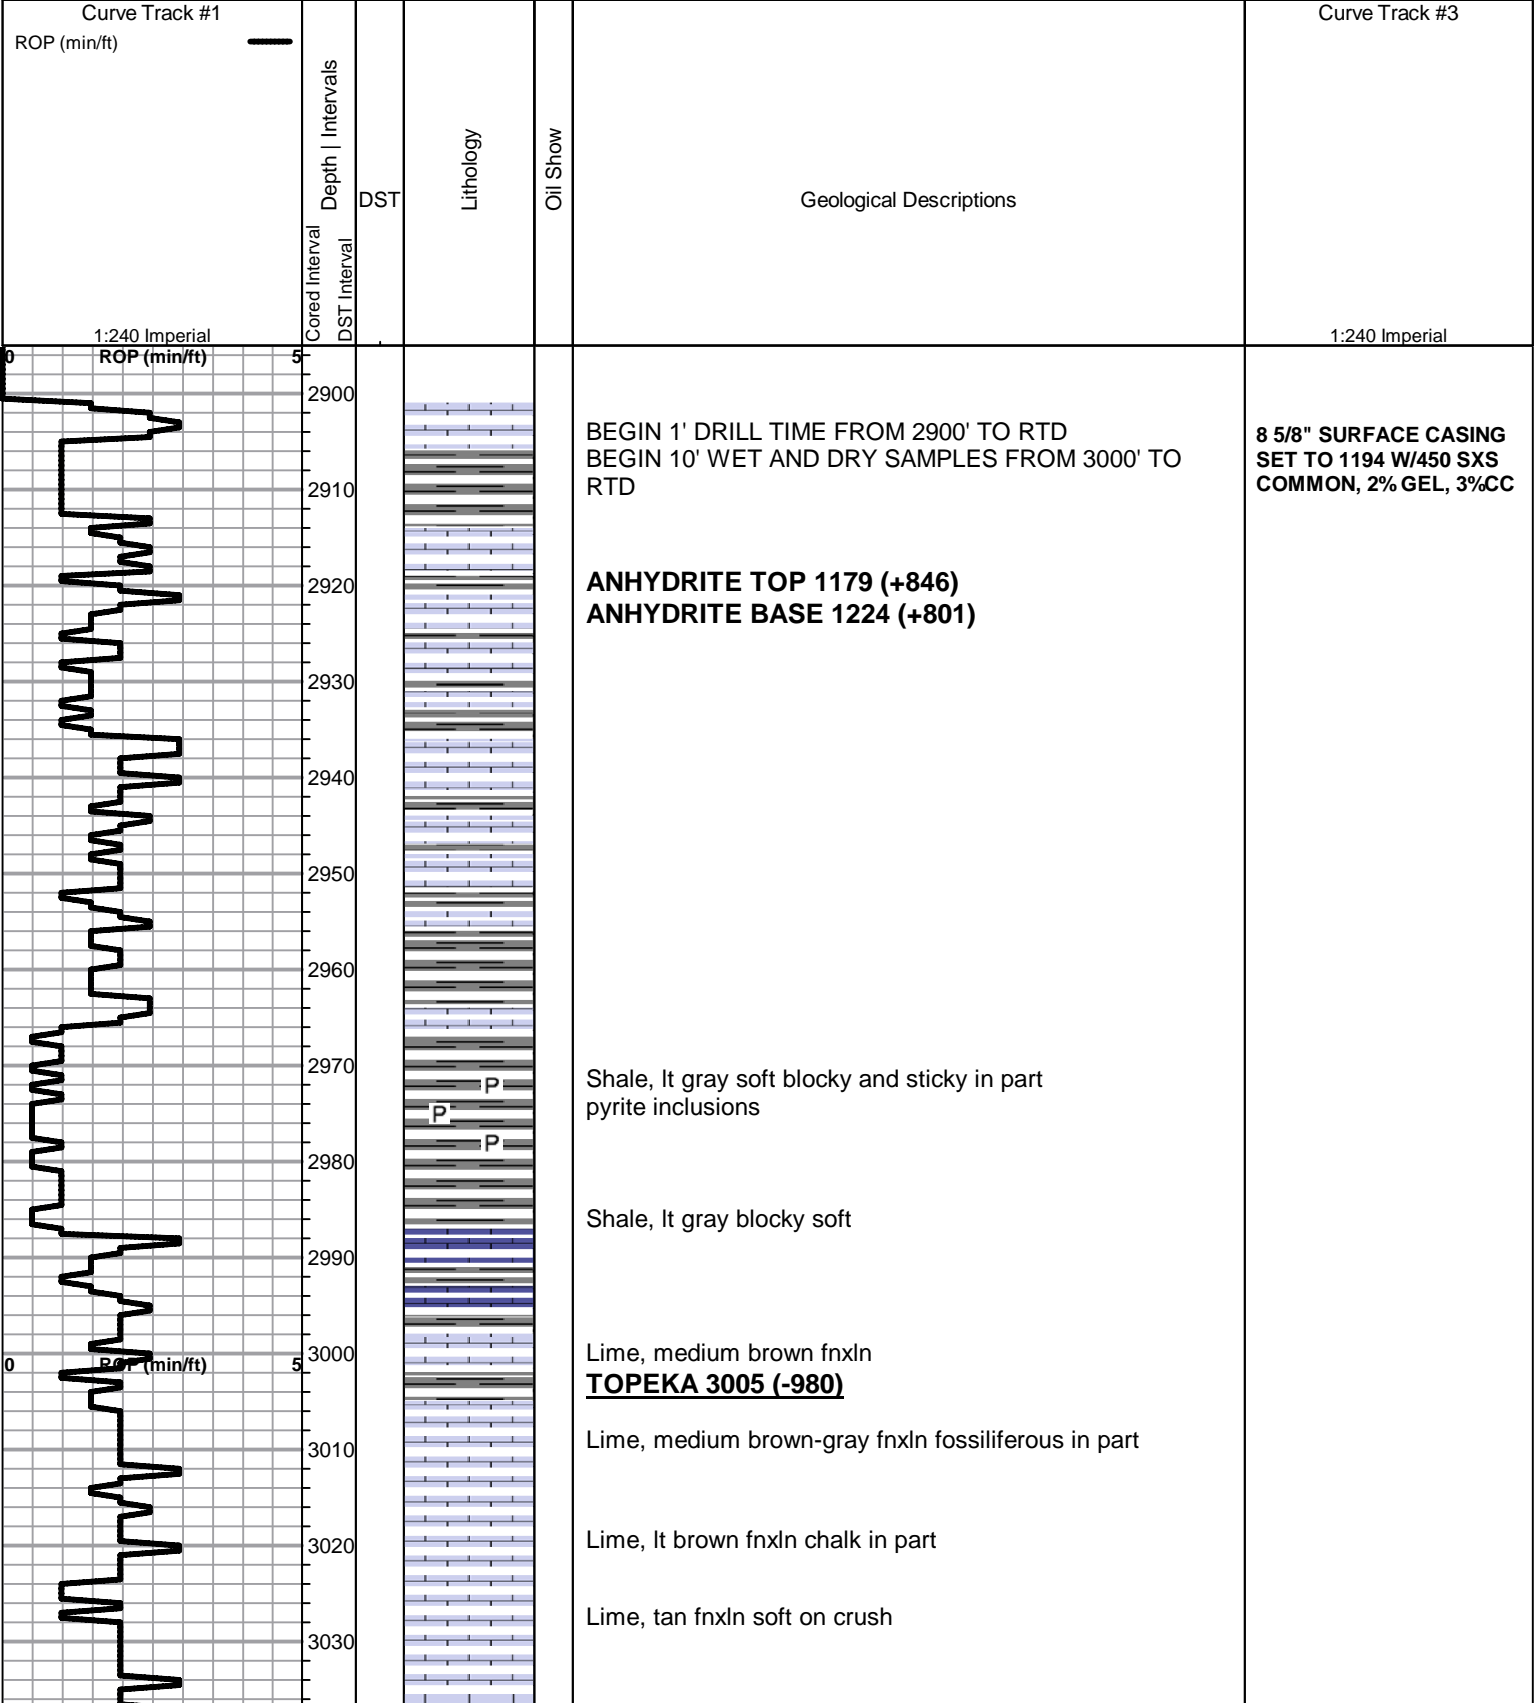 Curve Track #1
ROP (min/ft)
1:240 Imperial
Depth | Intervals
Cored Interval
DST Interval
DST
Lithology
Oil Show
Geological Descriptions
Curve Track #3
1:240 Imperial
0 ROP (min/ft) 5
2900
BEGIN 1' DRILL TIME FROM 2900' TO RTD
BEGIN 10' WET AND DRY SAMPLES FROM 3000' TO
RTD
8 5/8" SURFACE CASING
SET TO 1194 W/450 SXS
COMMON, 2% GEL, 3%CC
2910
2920
ANHYDRITE TOP 1179 (+846)
ANHYDRITE BASE 1224 (+801)
2930
2940
2950
2960
2970
Shale, lt gray soft blocky and sticky in part
pyrite inclusions
P
P
P
2980
Shale, lt gray blocky soft
2990
3000
Lime, medium brown fnxln
0 ROP (min/ft) 5
TOPEKA 3005 (-980)
3010
Lime, medium brown-gray fnxln fossiliferous in part
3020
Lime, lt brown fnxln chalk in part
Lime, tan fnxln soft on crush
3030